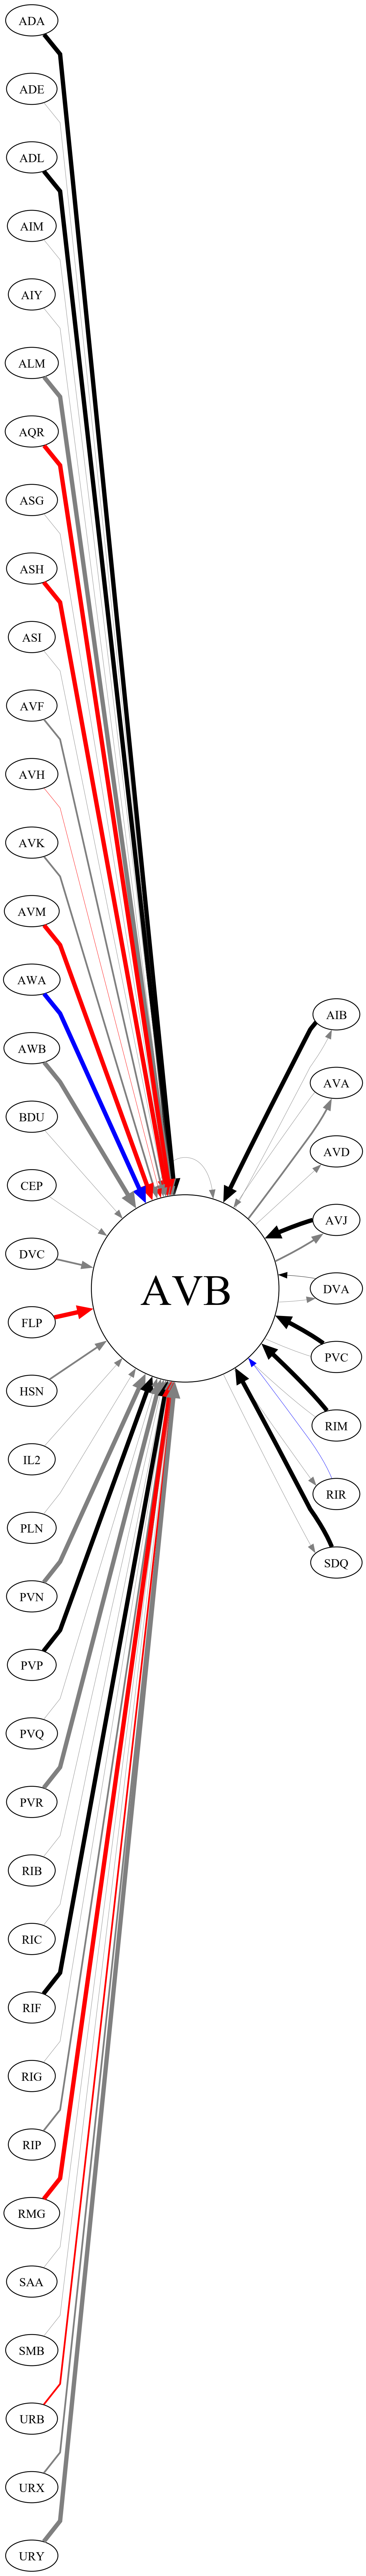 ADA
ADE
ADL
AIM
AIY
ALM
AQR
ASG
ASH
ASI
AVF
AVH
AVK
AVM
AWA
AWB
BDU
CEP
DVC
FLP
HSN
IL2
PLN
PVN
PVP
PVQ
PVR
RIB
RIC
RIF
RIG
RIP
RMG
SAA
SMB
URB
URX
URY
AVB
AIB
AVA
AVD
AVJ
DVA
PVC
RIM
RIR
SDQ